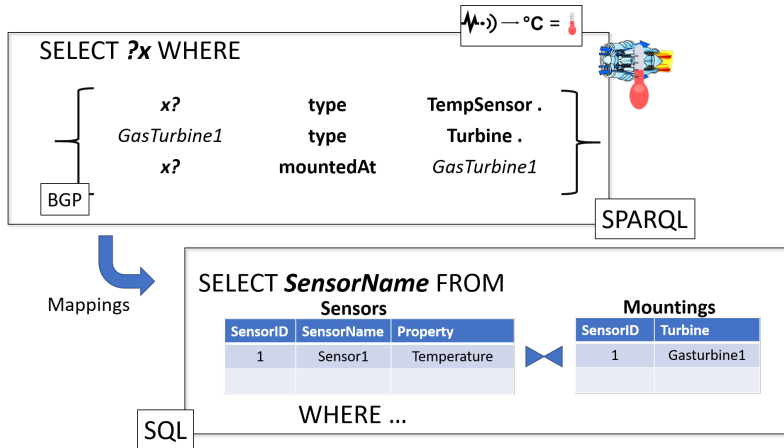 → °C =
SELECT ?x WHERE
x? type TempSensor .
GasTurbine1 type Turbine .
x? mountedAt GasTurbine1
BGP
SPARQL
Mappings
SELECT SensorName FROM
Sensors
SensorID SensorName Property
1 Sensor1 Temperature
Mountings
SensorID Turbine
1 Gasturbine1
WHERE ...
SQL